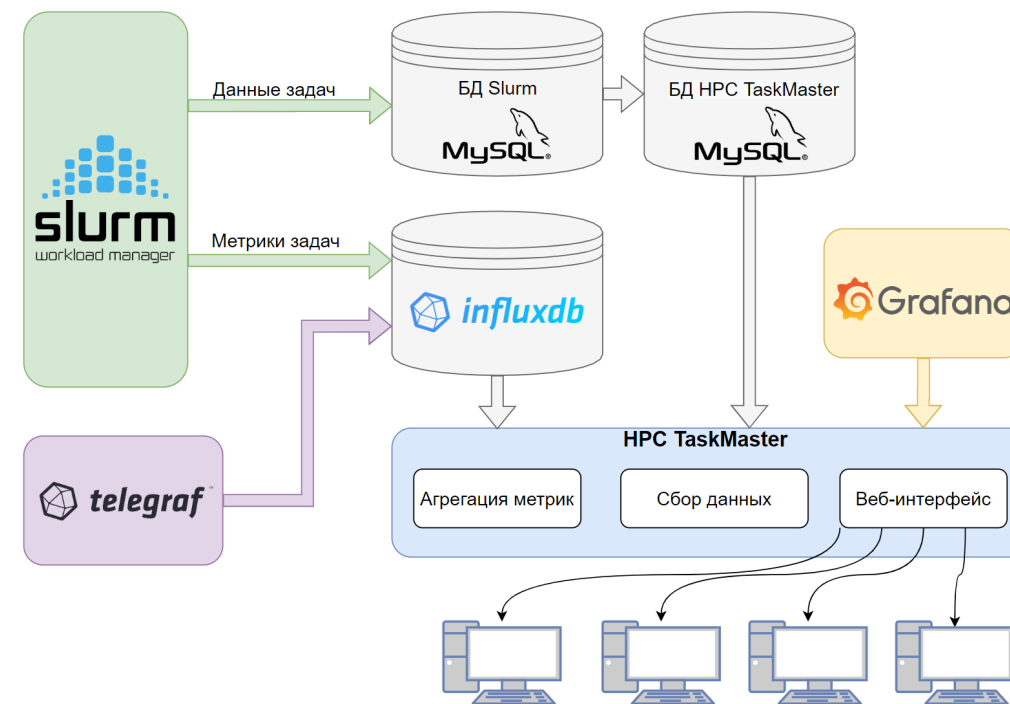 Данные задач
БД Slurm
MySQL®
БД HPC TaskMaster
MySQL®
slurm
workload manager
Метрики задач
influxdb
Grafana
telegraf™
HPC TaskMaster
Агрегация метрик
Сбор данных
Веб-интерфейс